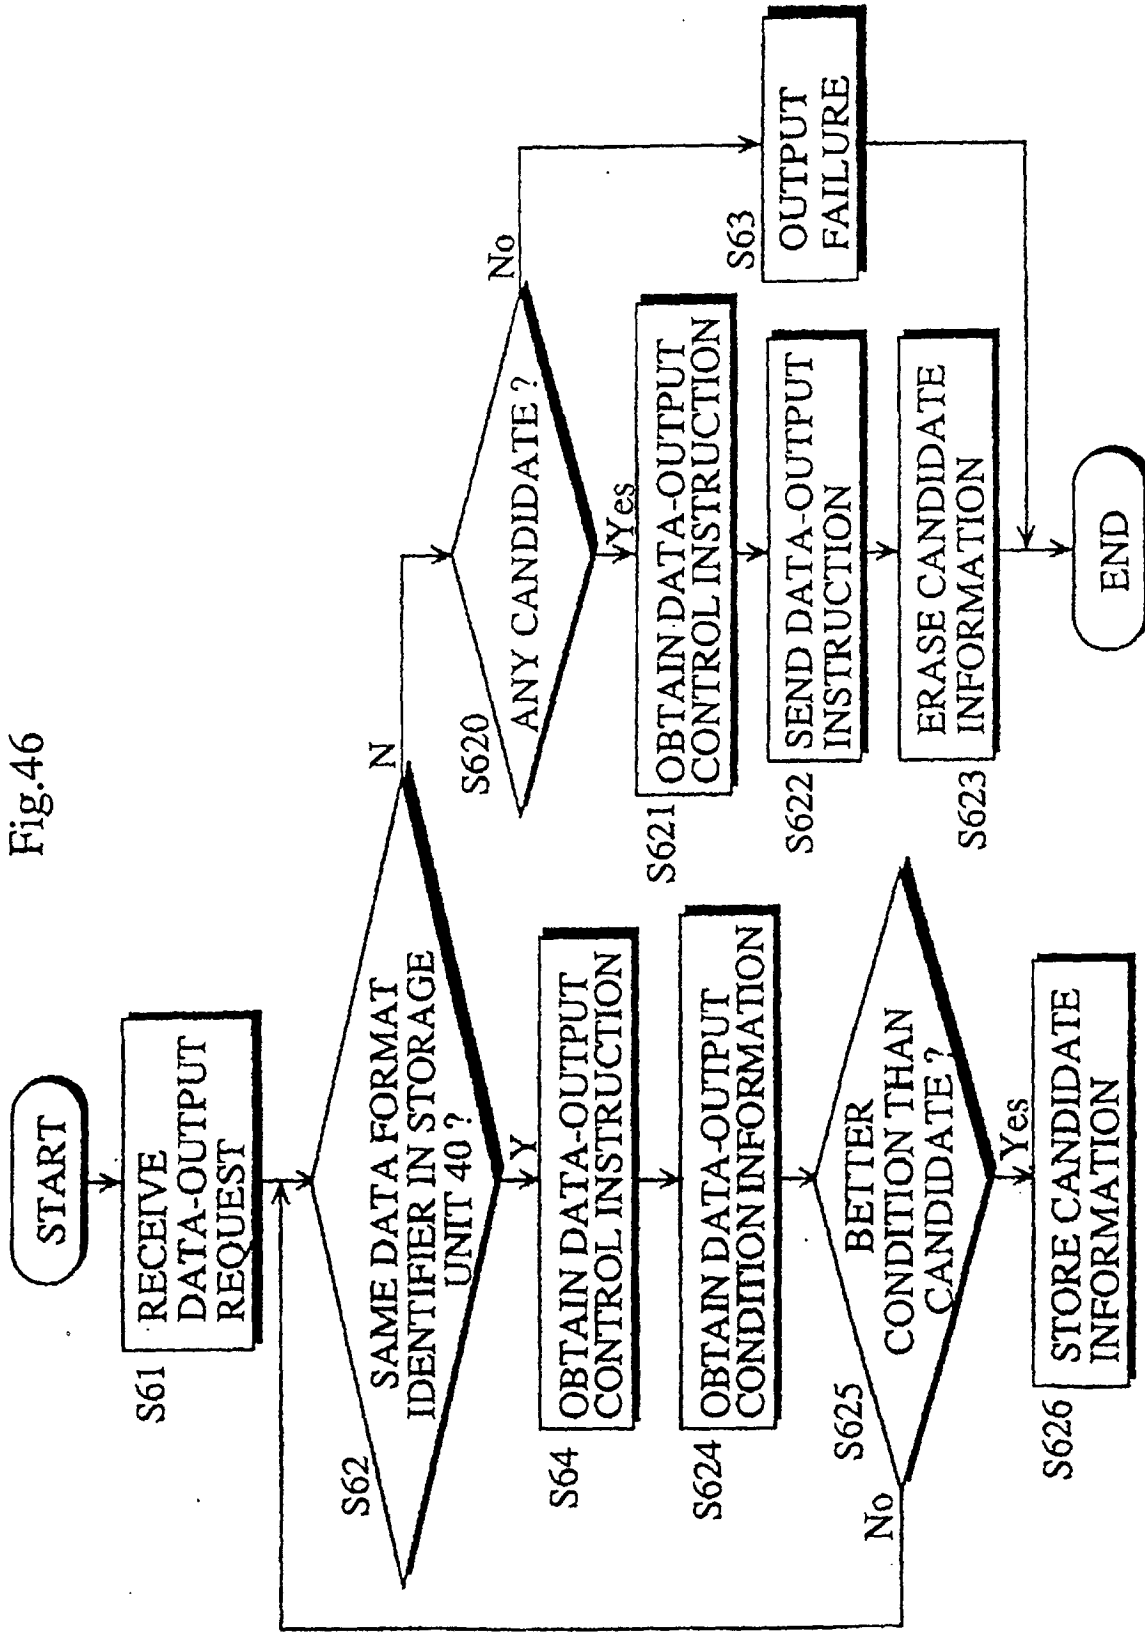 Fig.46
START
S61
RECEIVE
DATA-OUTPUT
REQUEST
S62
SAME DATA FORMAT
IDENTIFIER IN STORAGE
UNIT 40 ?
N
Y
S64
OBTAIN DATA-OUTPUT
CONTROL INSTRUCTION
S624
OBTAIN DATA-OUTPUT
CONDITION INFORMATION
S625
BETTER
CONDITION THAN
CANDIDATE ?
No
Yes
S626
STORE CANDIDATE
INFORMATION
S620
ANY CANDIDATE ?
No
Yes
S621
OBTAIN DATA-OUTPUT
CONTROL INSTRUCTION
S622
SEND DATA-OUTPUT
INSTRUCTION
S623
ERASE CANDIDATE
INFORMATION
S63
OUTPUT
FAILURE
END